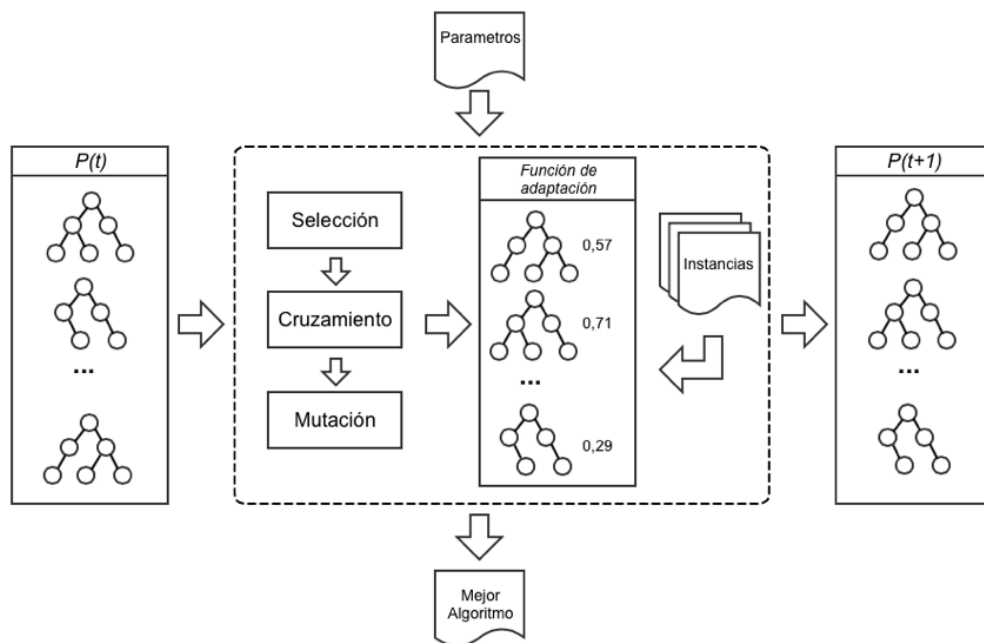 Parametros
P(t)
...
Selección
Cruzamiento
Mutación
Función de
adaptación
0,57
0,71
...
0,29
Instancias
P(t+1)
...
Mejor
Algoritmo